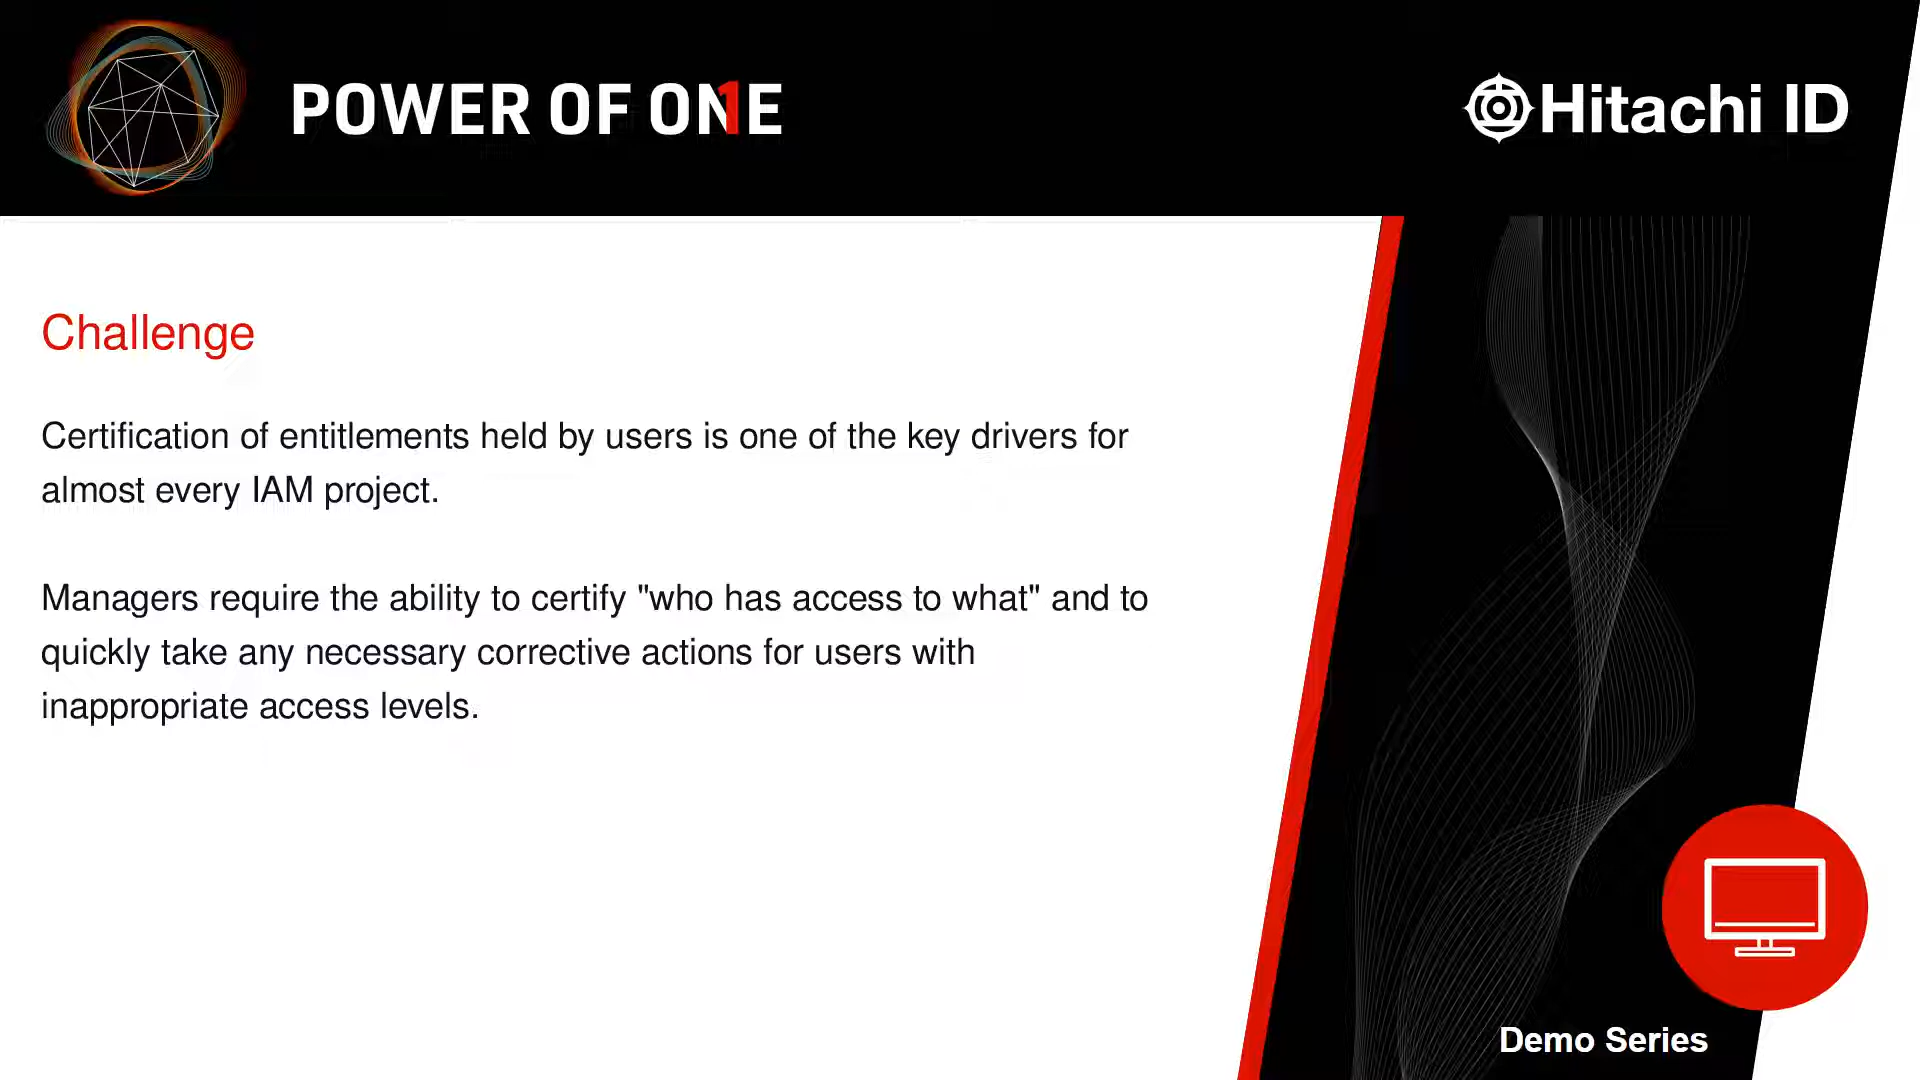 POWER OF ONE
Hitachi ID
Challenge
Certification of entitlements held by users is one of the key drivers for
almost every IAM project.
Managers require the ability to certify "who has access to what" and to
quickly take any necessary corrective actions for users with
inappropriate access levels.
Demo Series